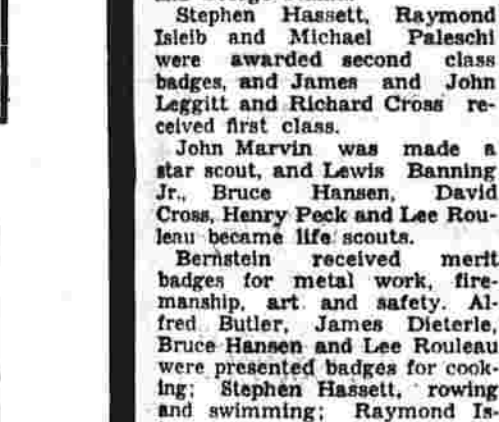 Stephen Hassett, Raymond
Isleib and Michael Paleschi
were awarded second class
badges, and James and John
Leggitt and Richard Cross re-
ceived first class.
John Marvin was made a
star scout, and Lewis Banning
Jr., Bruce Hansen, David
Cross, Henry Peck and Lee Rou-
leau became life scouts.
Bernstein received merit
badges for metal work, fire-
manship, art and safety. Al-
fred Butler, James Dieterle,
Bruce Hansen and Lee Rouleau
were presented badges for cook-
ing; Stephen Hassett, rowing
and swimming; Raymond Is-